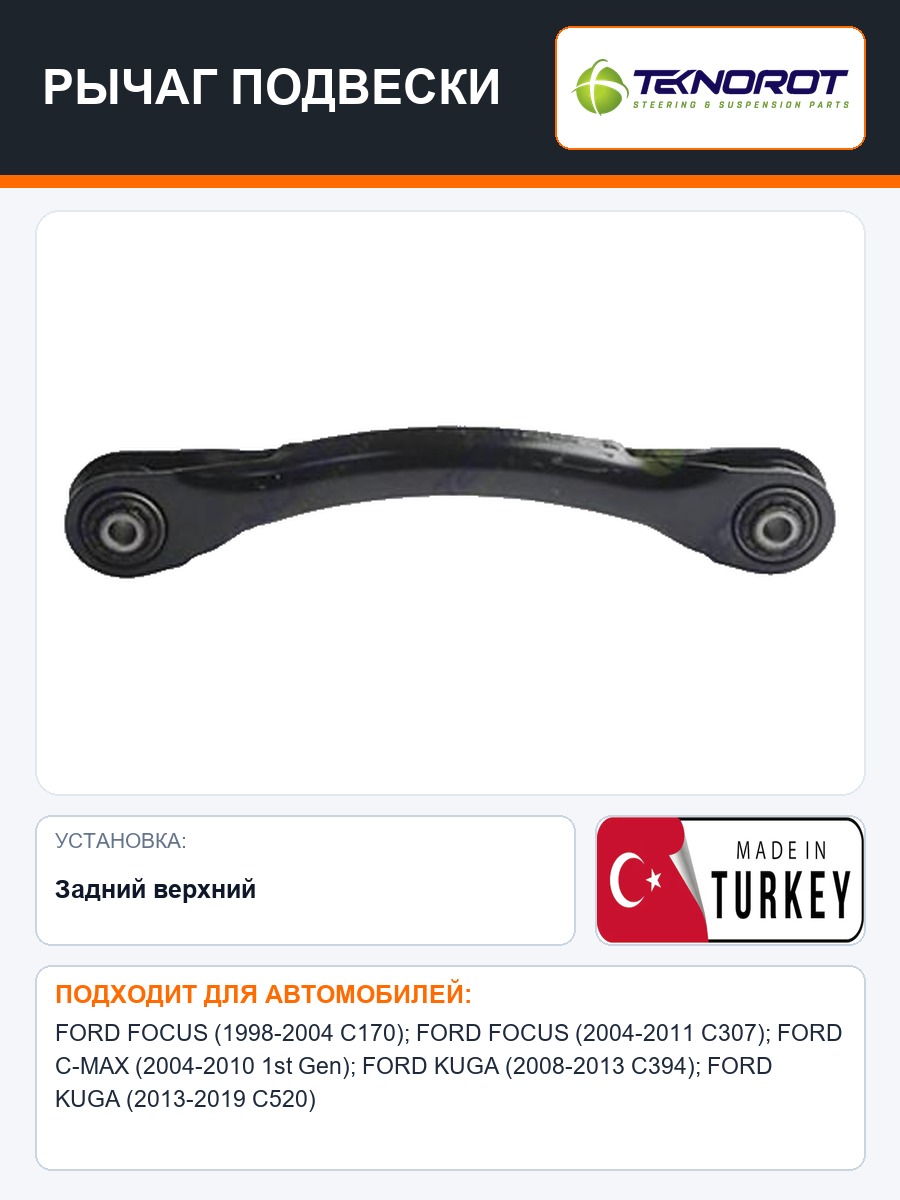 РЫЧАГ ПОДВЕСКИ
TEKNOROT
STEERING & SUSPENSION PARTS
УСТАНОВКА:
Задний верхний
MADE IN
TURKEY
ПОДХОДИТ ДЛЯ АВТОМОБИЛЕЙ:
FORD FOCUS (1998-2004 C170); FORD FOCUS (2004-2011 C307); FORD
C-MAX (2004-2010 1st Gen); FORD KUGA (2008-2013 C394); FORD
KUGA (2013-2019 C520)